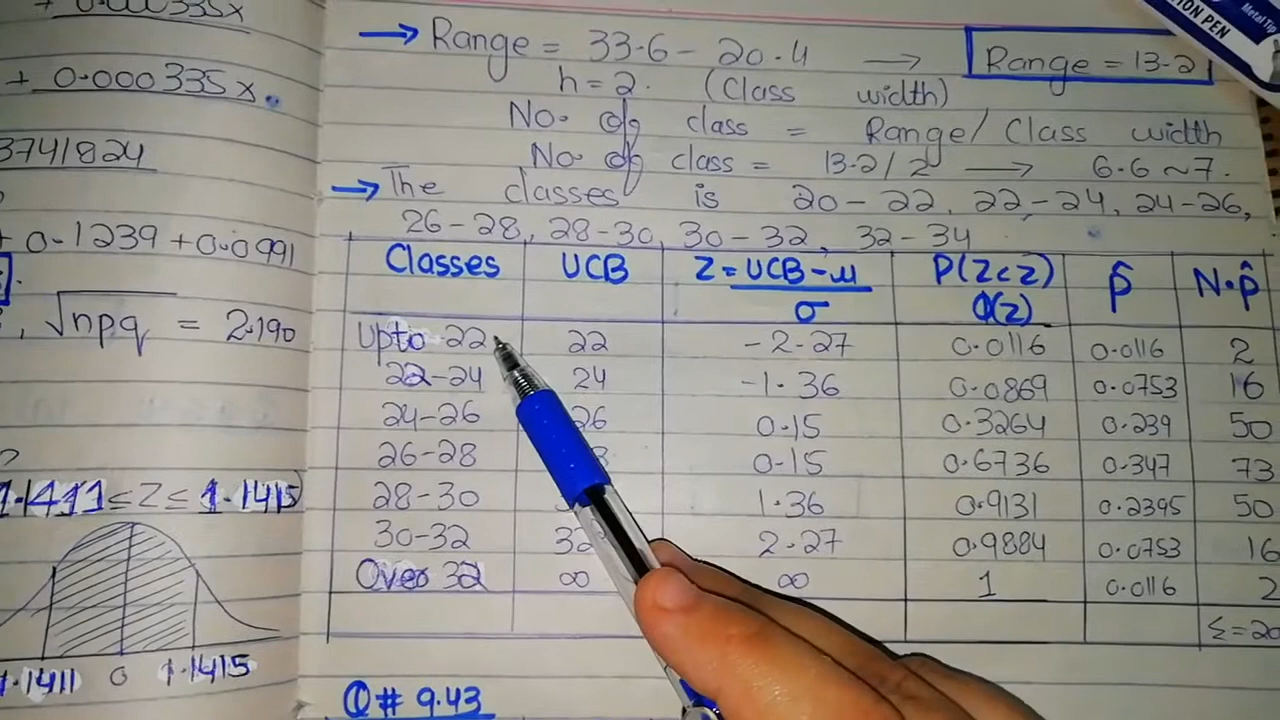 + 0.000335x
+ 0.000335x.
3741824
+ 0.1239 + 0.0991
, √npq = 2.190
?
1.1411 ≤ Z ≤ 1.1415
1.1411 0 1.1415
ION PEN
Metal Tip
→ Range = 33.6 - 20.4 → Range = 13.2
h = 2. (Class width)
No. of class = Range/ Class width
No. of class = 13.2/2 → 6.6 ~ 7.
→ The classes is 20-22, 22-24, 24-26,
26-28, 28-30, 30-32, 32-34
Classes UCB Z = UCB-μ/σ P(Z<z) Φ(z) p̂ N.p̂
Upto 22 22 -2.27 0.0116 0.0116 2
22-24 24 -1.36 0.0869 0.0753 16
24-26 26 0.15 0.3264 0.239 50
26-28 0.15 0.6736 0.347 73
28-30 1.36 0.9131 0.2395 50
30-32 32 2.27 0.9884 0.0753 16
Over 32 ∞ ∞ 1 0.0116 2
Σ=20
Q# 9.43